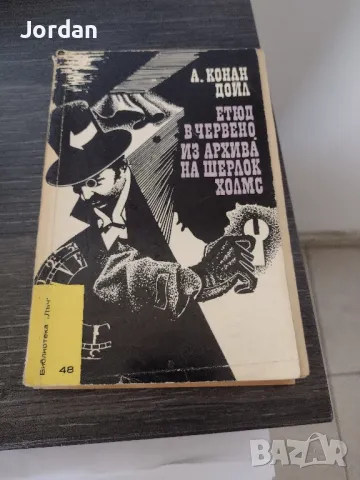 Jordan
А. КОНАН
ДОЙЛ
ЕТЮД
В ЧЕРВЕНО
ИЗ АРХИВА
НА ШЕРЛОК
ХОЛМС
Библиотека "Лъч"
48
BAZAR